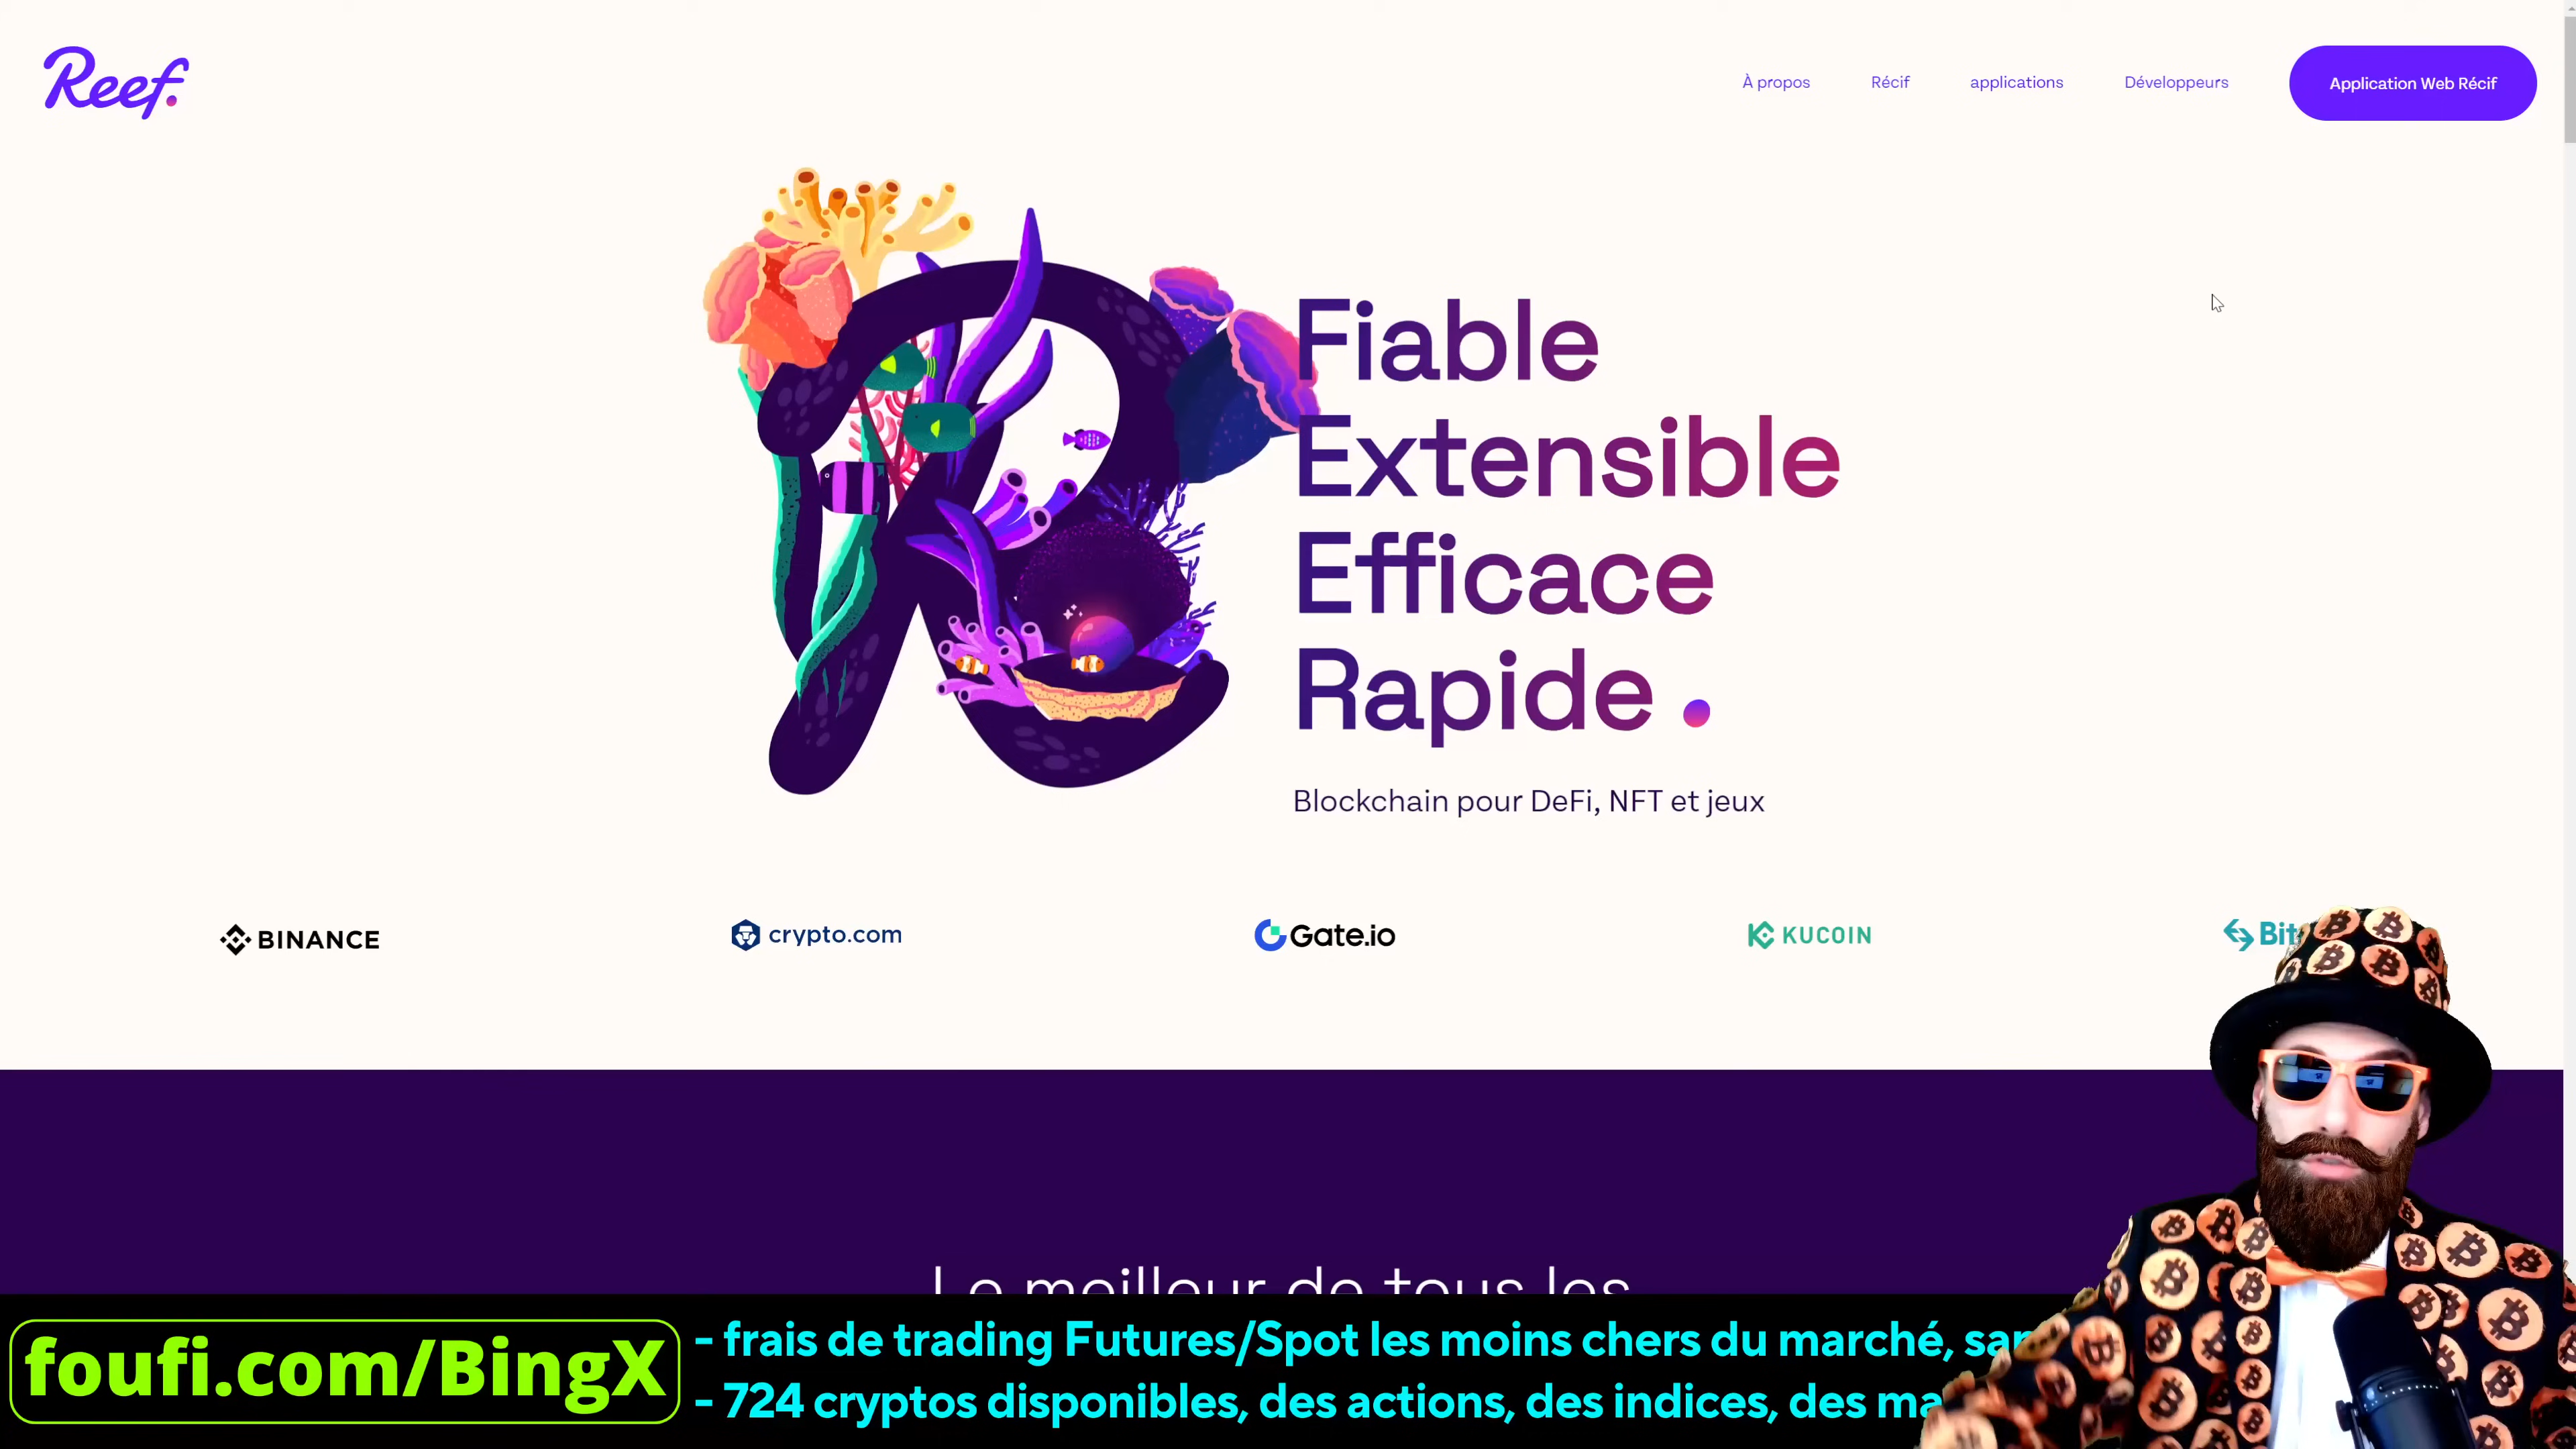 Reef.
À propos
Récif
applications
Développeurs
Application Web Récif
Fiable
Extensible
Efficace
Rapide.
Blockchain pour DeFi, NFT et jeux
BINANCE
crypto.com
Gate.io
KUCOIN
Bit
Le meilleur de tous les
foufi.com/BingX
- frais de trading Futures/Spot les moins chers du marché,
- 724 cryptos disponibles, des actions, des indices, des